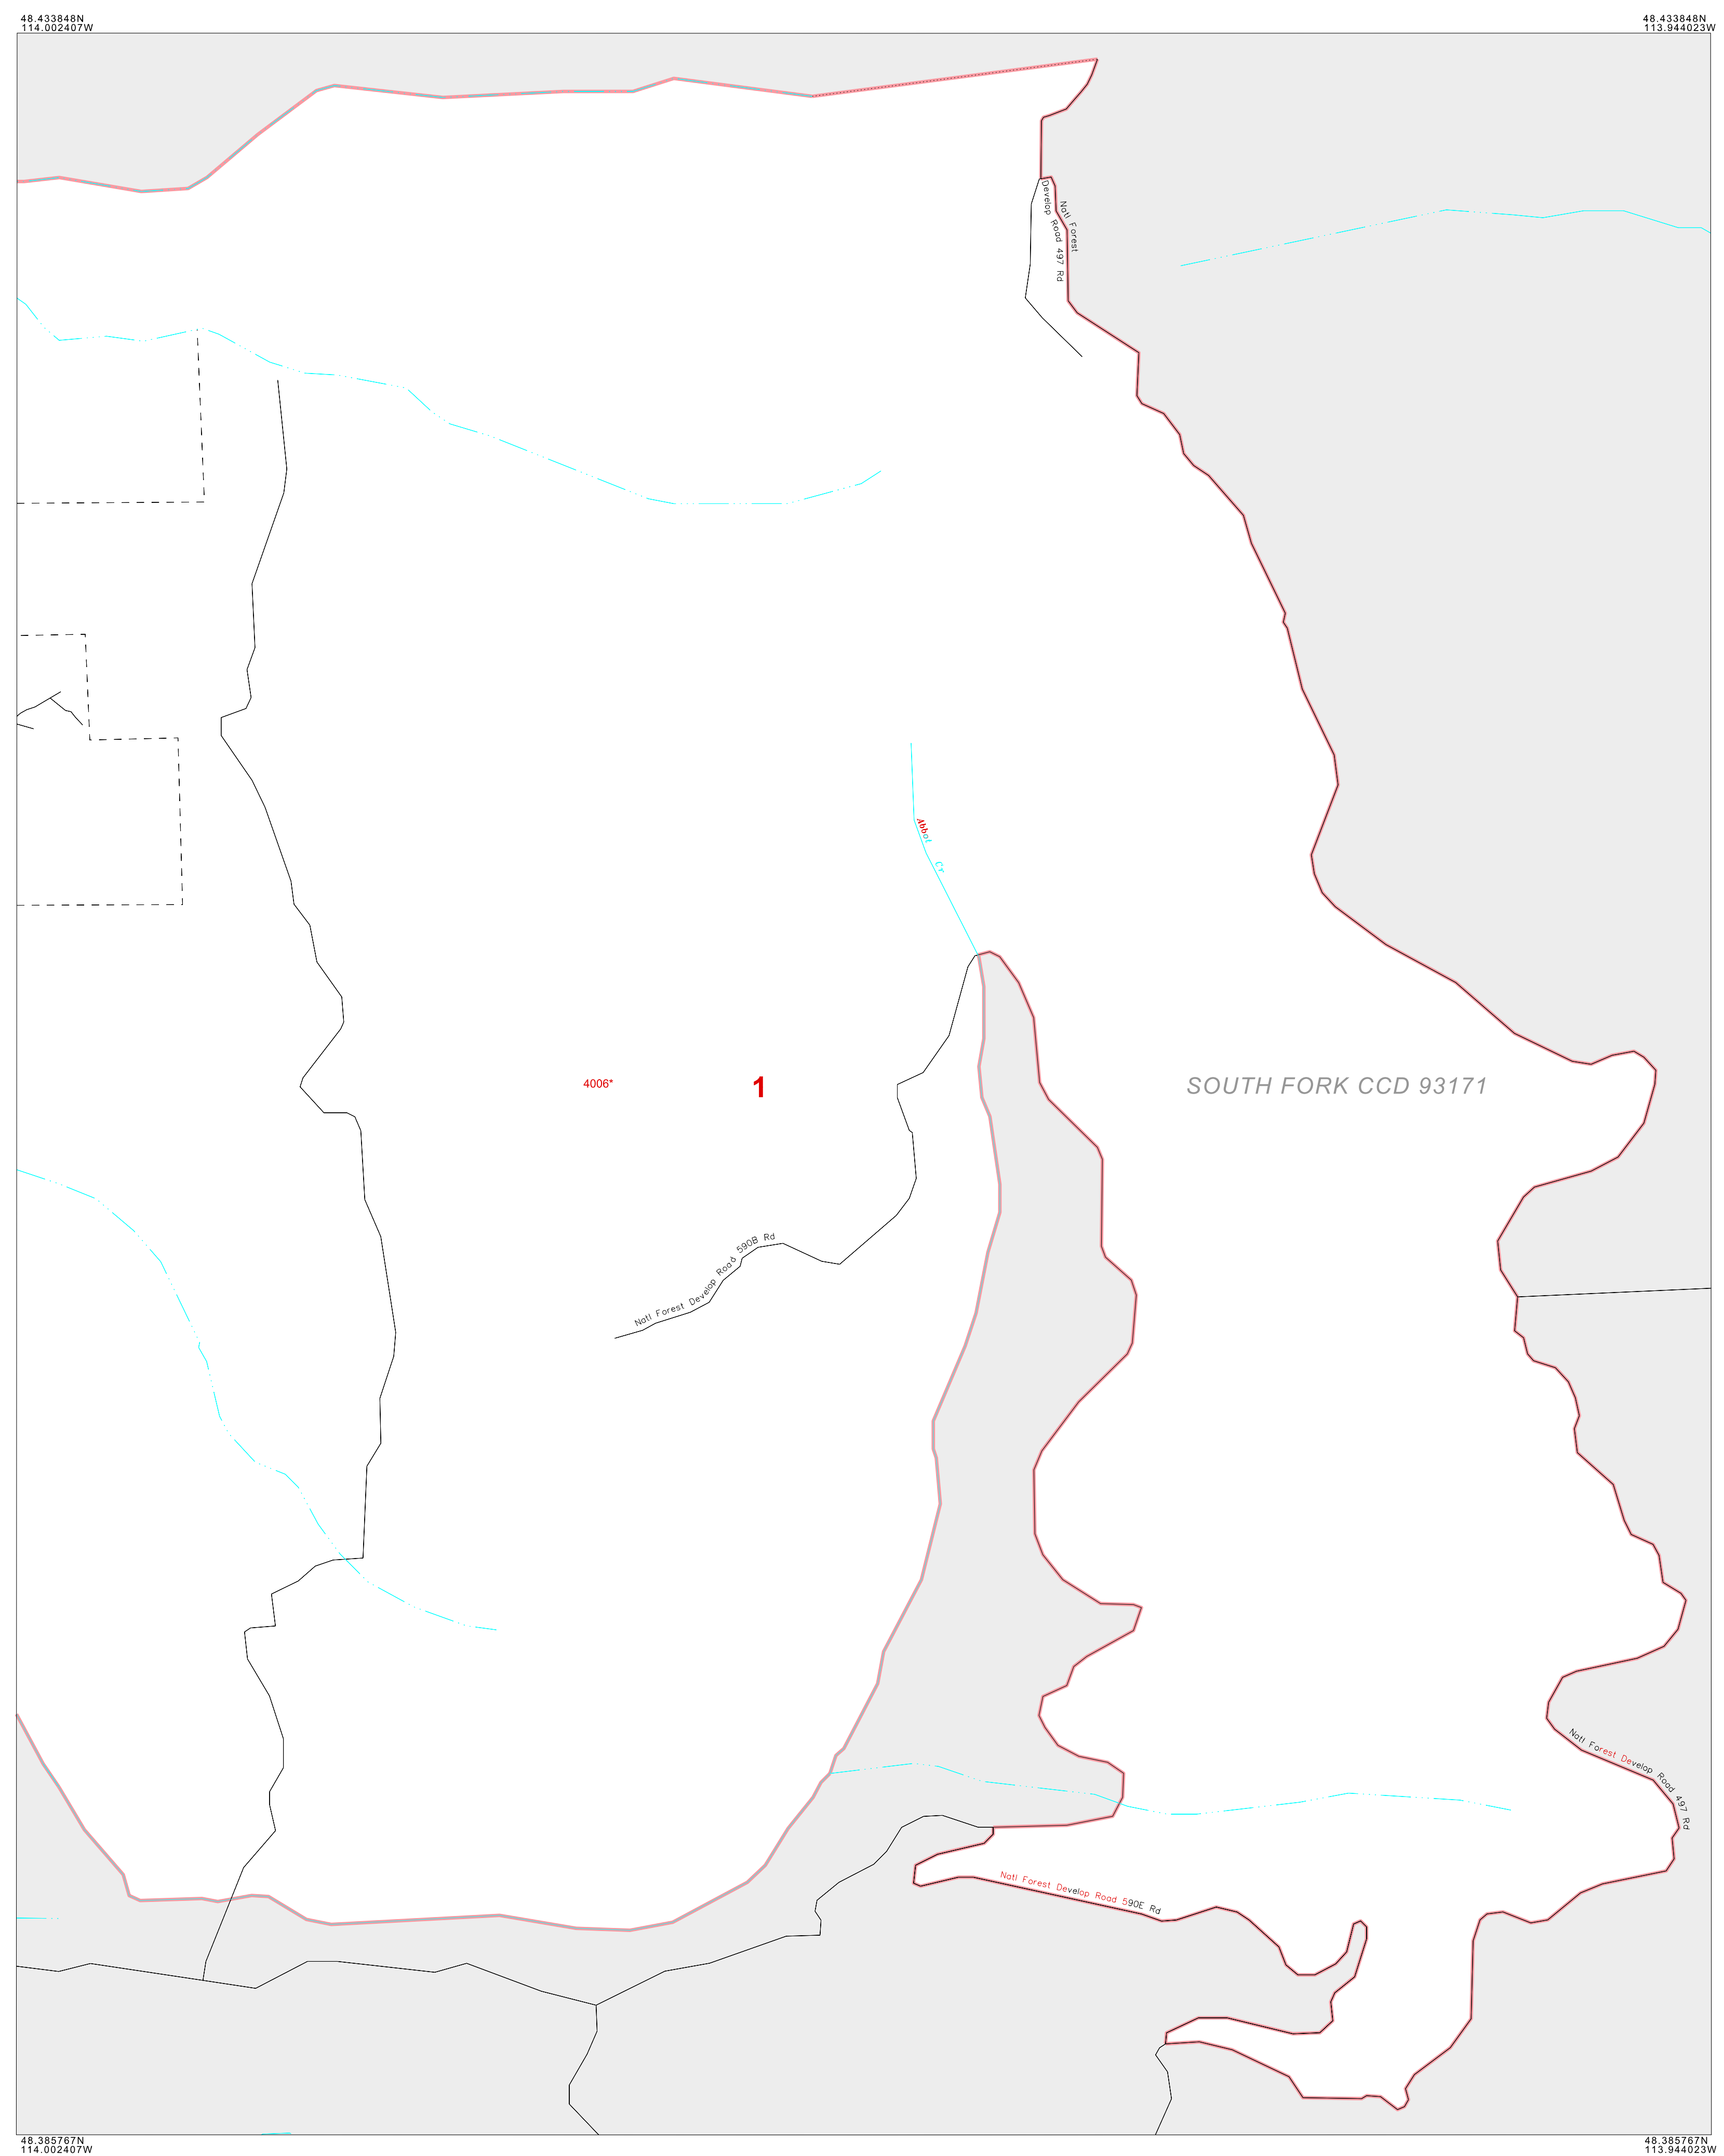 48.433848N
114.002407W
48.433848N
113.944023W
Natl Forest
Develop Road 497 Rd
Abbot Cr
4006*
1
SOUTH FORK CCD 93171
Natl Forest Develop Road 590B Rd
Natl Forest Develop Road 497 Rd
Natl Forest Develop Road 590E Rd
48.385767N
114.002407W
48.385767N
113.944023W